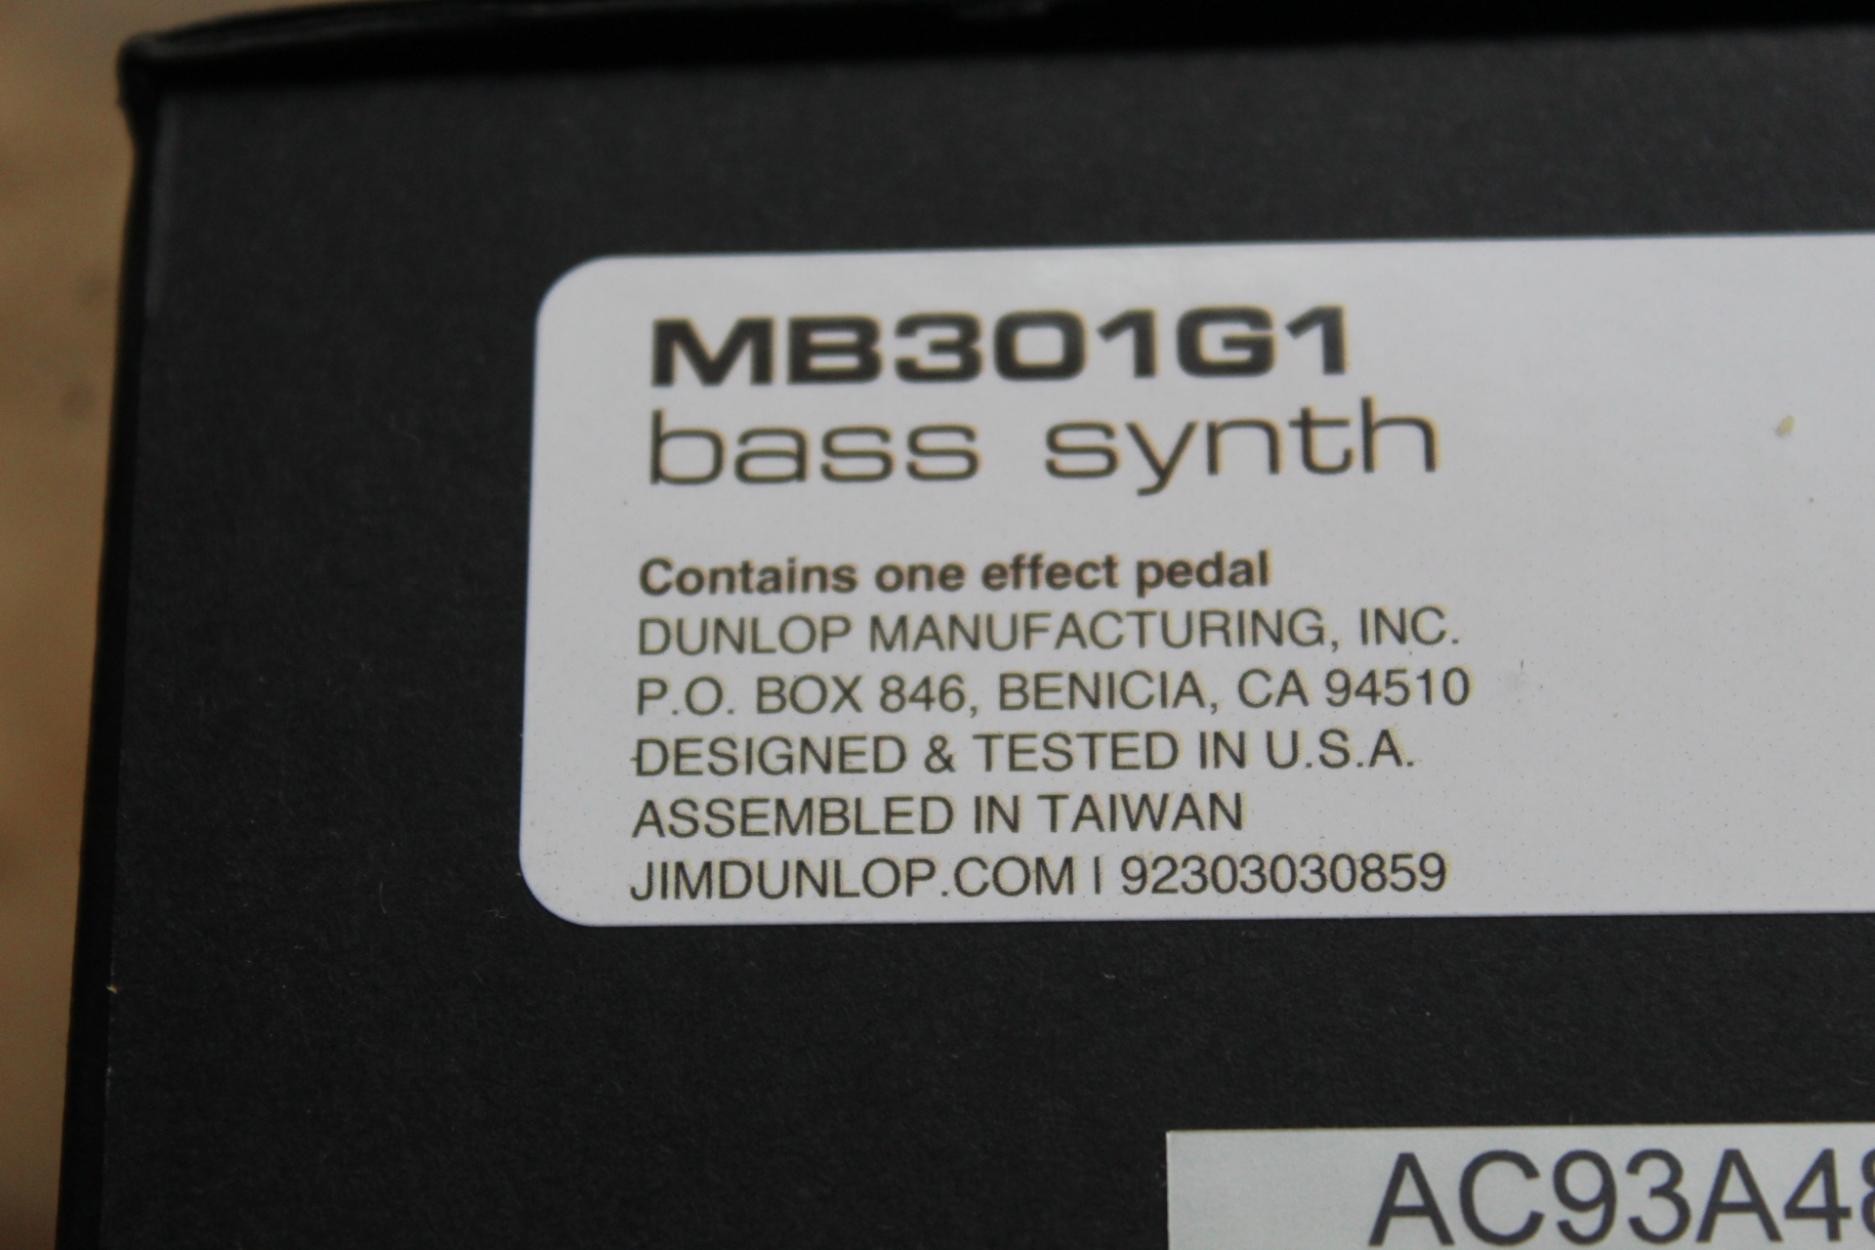 MB301G1
bass synth
Contains one effect pedal
DUNLOP MANUFACTURING, INC.
P.O. BOX 846, BENICIA, CA 94510
DESIGNED & TESTED IN U.S.A.
ASSEMBLED IN TAIWAN
JIMDUNLOP.COM | 92303030859
AC93A48